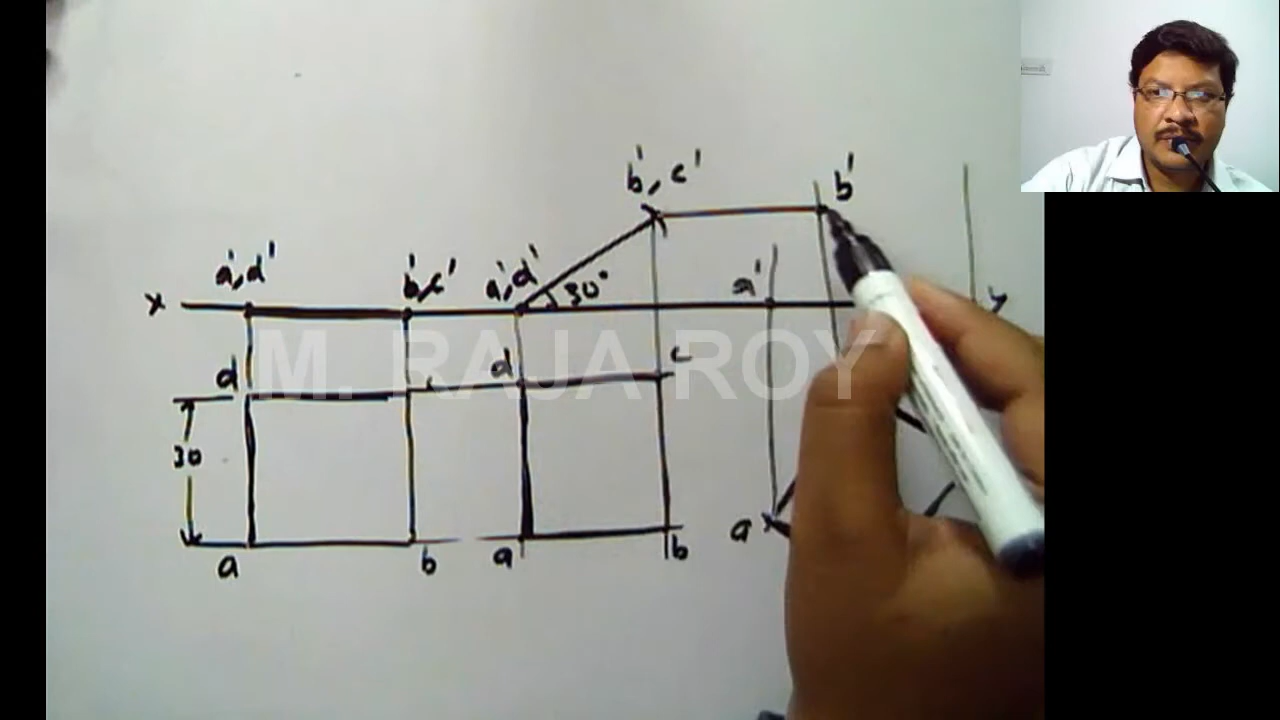 b', c'
b'
a', d'
b', c'
a', d'
30°
a'
x
y
M. RAJA ROY
d
c
d
c
30
a
b
a
b
a